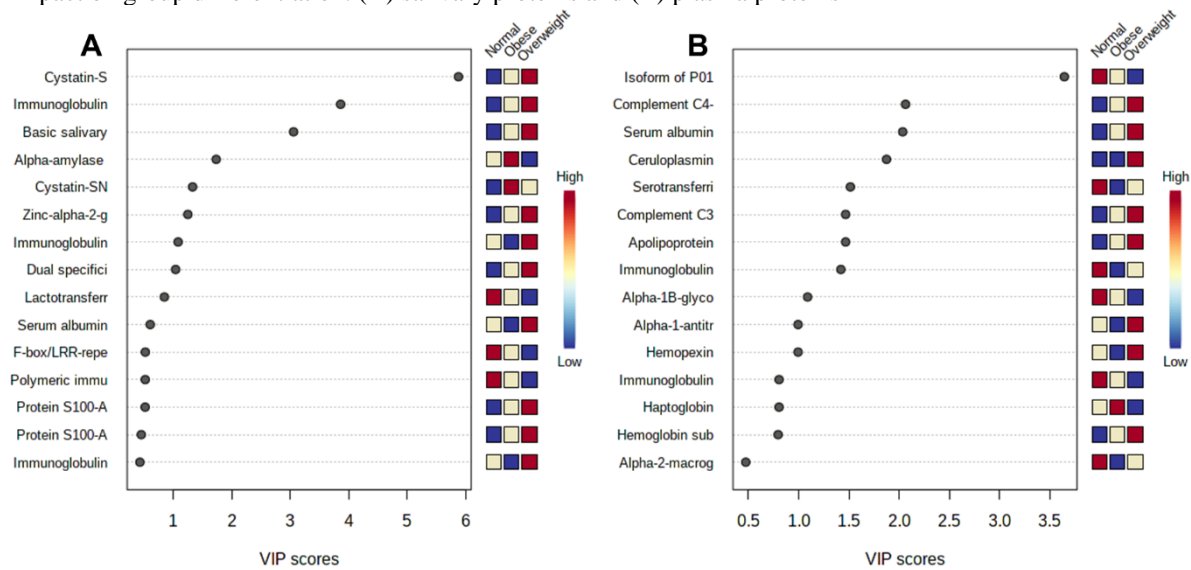 A
Normal
Obese
Overweight
Cystatin-S
Immunoglobulin
Basic salivary
Alpha-amylase
Cystatin-SN
Zinc-alpha-2-g
Immunoglobulin
Dual specifici
Lactotransferr
Serum albumin
F-box/LRR-repe
Polymeric immu
Protein S100-A
Protein S100-A
Immunoglobulin
High
Low
1 2 3 4 5 6
VIP scores
B
Normal
Obese
Overweight
Isoform of P01
Complement C4-
Serum albumin
Ceruloplasmin
Serotransferri
Complement C3
Apolipoprotein
Immunoglobulin
Alpha-1B-glyco
Alpha-1-antitr
Hemopexin
Immunoglobulin
Haptoglobin
Hemoglobin sub
Alpha-2-macrog
High
Low
0.5 1.0 1.5 2.0 2.5 3.0 3.5
VIP scores